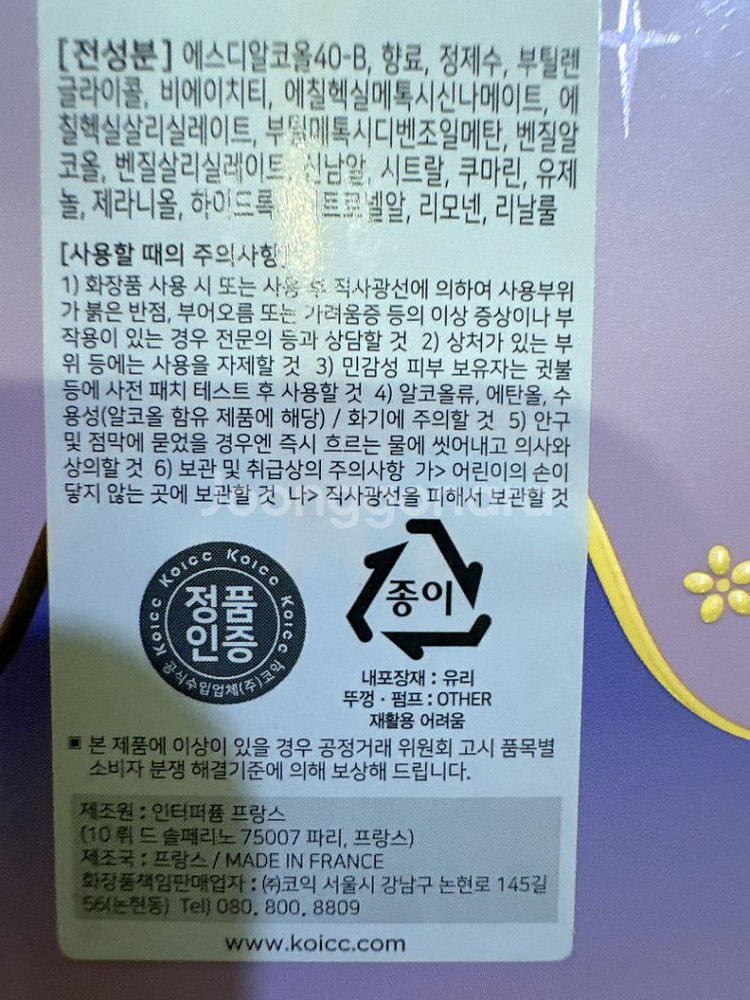 [전성분] 에스디알코올40-B, 향료, 정제수, 부틸렌
글라이콜, 비에이치티, 에칠헥실메톡시신나메이트, 에
칠헥실살리실레이트, 부틸메톡시디벤조일메탄, 벤질알
코올, 벤질살리실레이트, 신남알, 시트랄, 쿠마린, 유제
놀, 제라니올, 하이드록 트로넬알, 리모넨, 리날룰
[사용할 때의 주의사항]
1) 화장품 사용 시 또는 사용 후 직사광선에 의하여 사용부위
가 붉은 반점, 부어오름 또는 가려움증 등의 이상 증상이나 부
작용이 있는 경우 전문의 등과 상담할 것 2) 상처가 있는 부
위 등에는 사용을 자제할 것 3) 민감성 피부 보유자는 귓불
등에 사전 패치 테스트 후 사용할 것 4) 알코올류, 에탄올, 수
용성(알코올 함유 제품에 해당) / 화기에 주의할 것 5) 안구
및 점막에 묻었을 경우엔 즉시 흐르는 물에 씻어내고 의사와
상의할 것 6) 보관 및 취급상의 주의사항 가> 어린이의 손이
닿지 않는 곳에 보관할 것 나> 직사광선을 피해서 보관할 것
Joonggonara
Koicc Koicc Koicc Koicc
정품
인증
공식수입업체(주)코익
종이
내포장재 : 유리
뚜껑 · 펌프 : OTHER
재활용 어려움
▣ 본 제품에 이상이 있을 경우 공정거래 위원회 고시 품목별
소비자 분쟁 해결기준에 의해 보상해 드립니다.
제조원 : 인터퍼퓸 프랑스
(10 뤼 드 솔페리노 75007 파리, 프랑스)
제조국 : 프랑스 / MADE IN FRANCE
화장품책임판매업자 : ㈜코익 서울시 강남구 논현로 145길
56(논현동) Tel) 080. 800. 8809
www.koicc.com